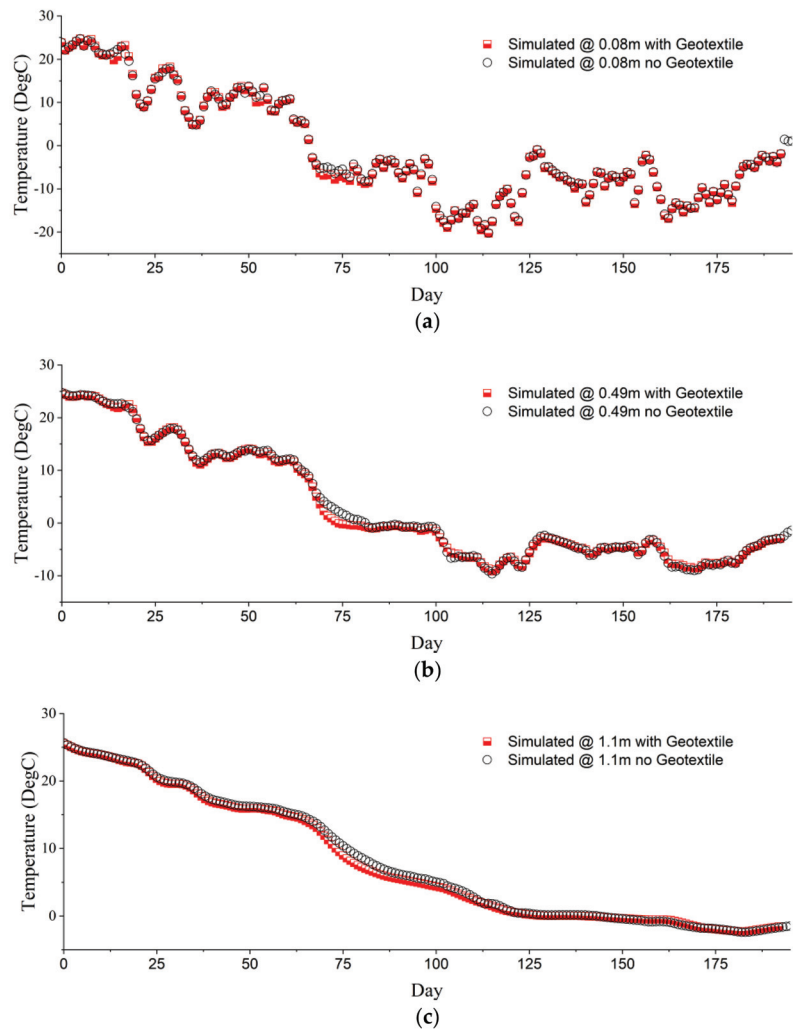 30
Simulated @ 0.08m with Geotextile
Simulated @ 0.08m no Geotextile
20
10
0
-10
-20
Temperature (DegC)
0 25 50 75 100 125 150 175
Day
(a)
30
Simulated @ 0.49m with Geotextile
Simulated @ 0.49m no Geotextile
20
10
0
-10
Temperature (DegC)
0 25 50 75 100 125 150 175
Day
(b)
30
Simulated @ 1.1m with Geotextile
Simulated @ 1.1m no Geotextile
20
10
0
Temperature (DegC)
0 25 50 75 100 125 150 175
Day
(c)